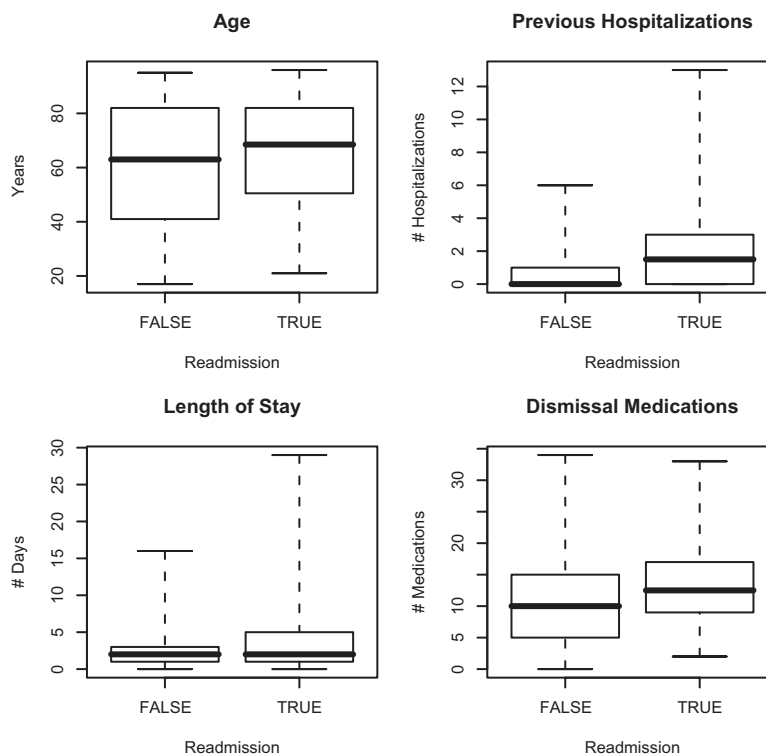 Age
Years
20
40
60
80
FALSE
TRUE
Readmission
Previous Hospitalizations
# Hospitalizations
0
2
4
6
8
10
12
FALSE
TRUE
Readmission
Length of Stay
# Days
0
5
10
15
20
25
30
FALSE
TRUE
Readmission
Dismissal Medications
# Medications
0
5
10
20
30
FALSE
TRUE
Readmission